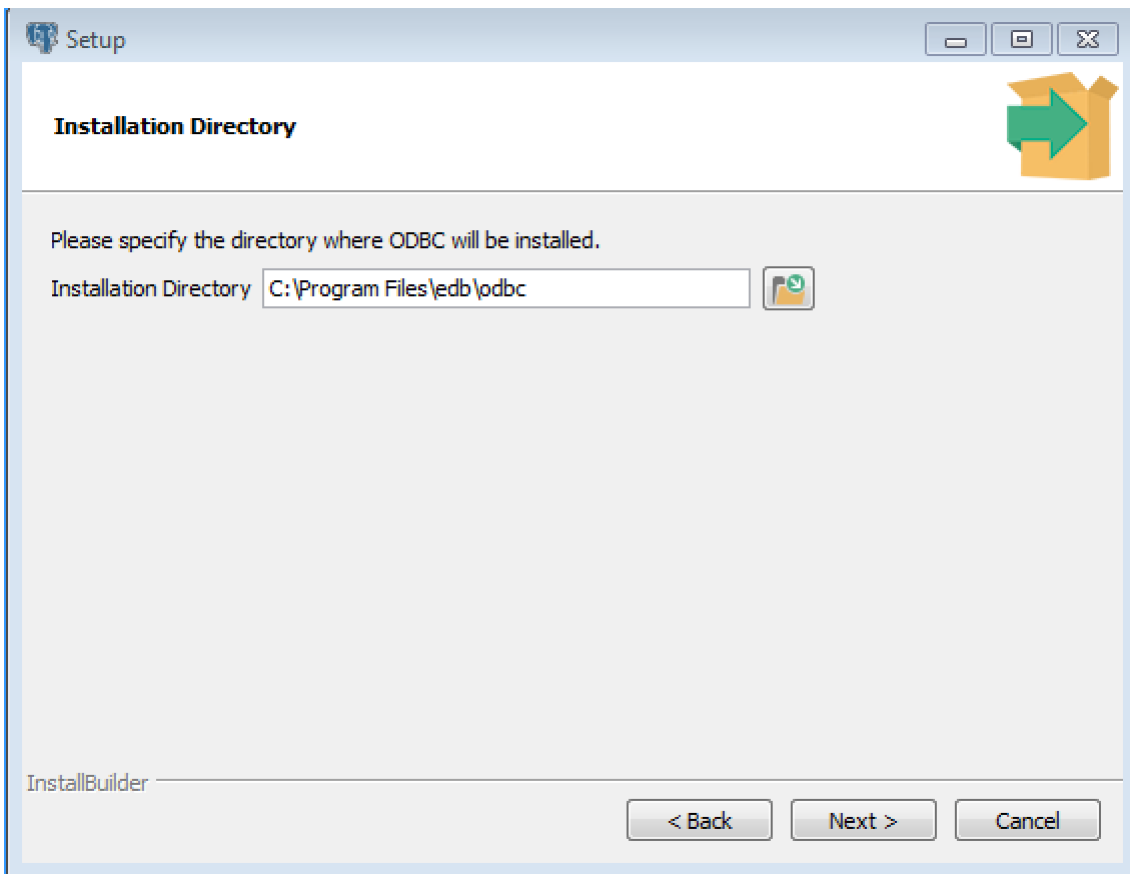 Setup
Installation Directory
Please specify the directory where ODBC will be installed.
Installation Directory C:\Program Files\edb\odbc
InstallBuilder
< Back Next > Cancel